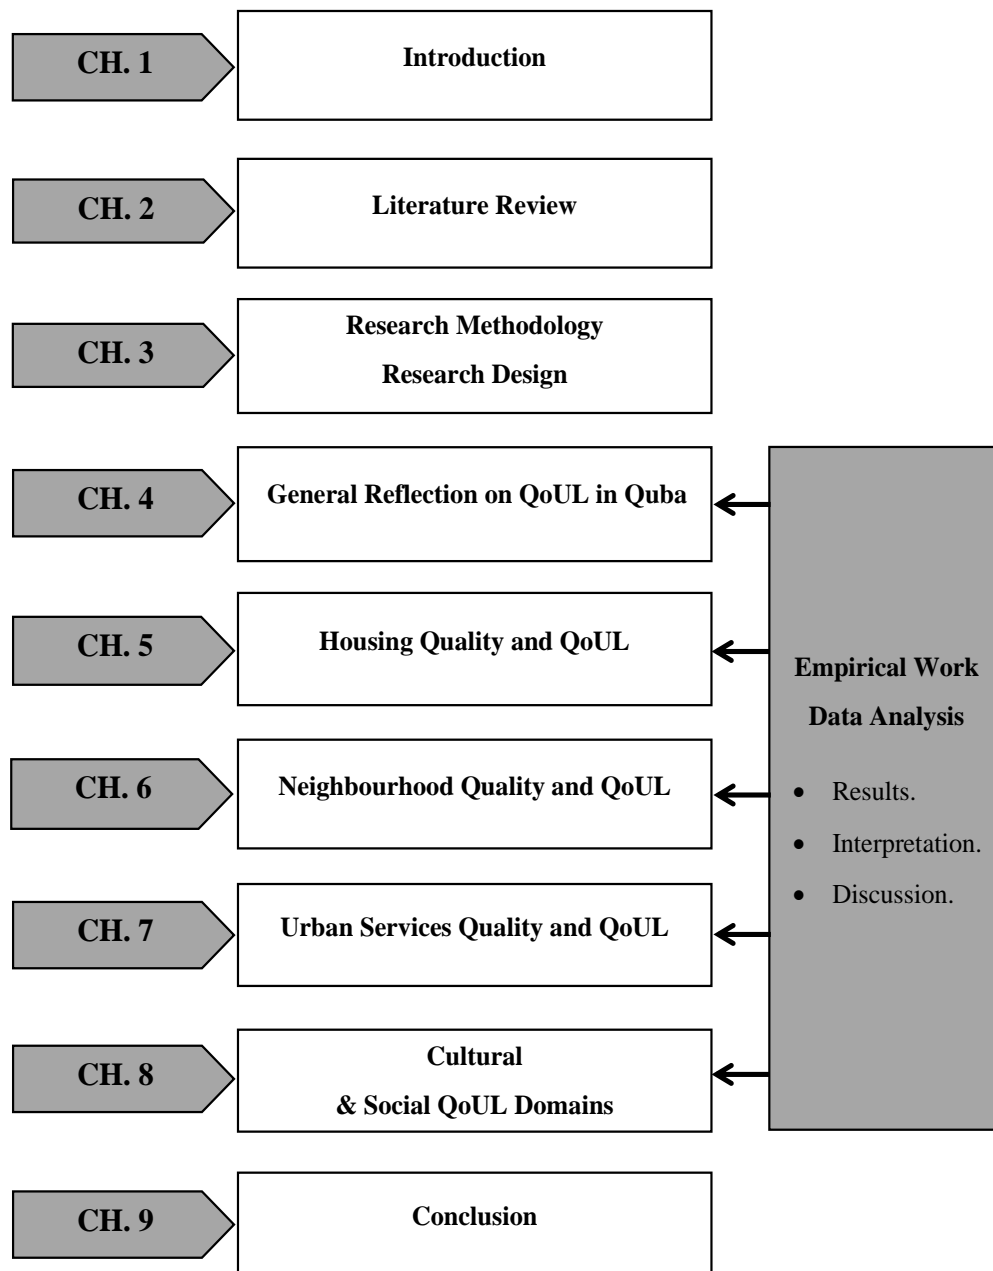 CH. 1
Introduction
CH. 2
Literature Review
CH. 3
Research Methodology
Research Design
CH. 4
General Reflection on QoUL in Quba
CH. 5
Housing Quality and QoUL
CH. 6
Neighbourhood Quality and QoUL
CH. 7
Urban Services Quality and QoUL
CH. 8
Cultural
& Social QoUL Domains
CH. 9
Conclusion
Empirical Work
Data Analysis
• Results.
• Interpretation.
• Discussion.